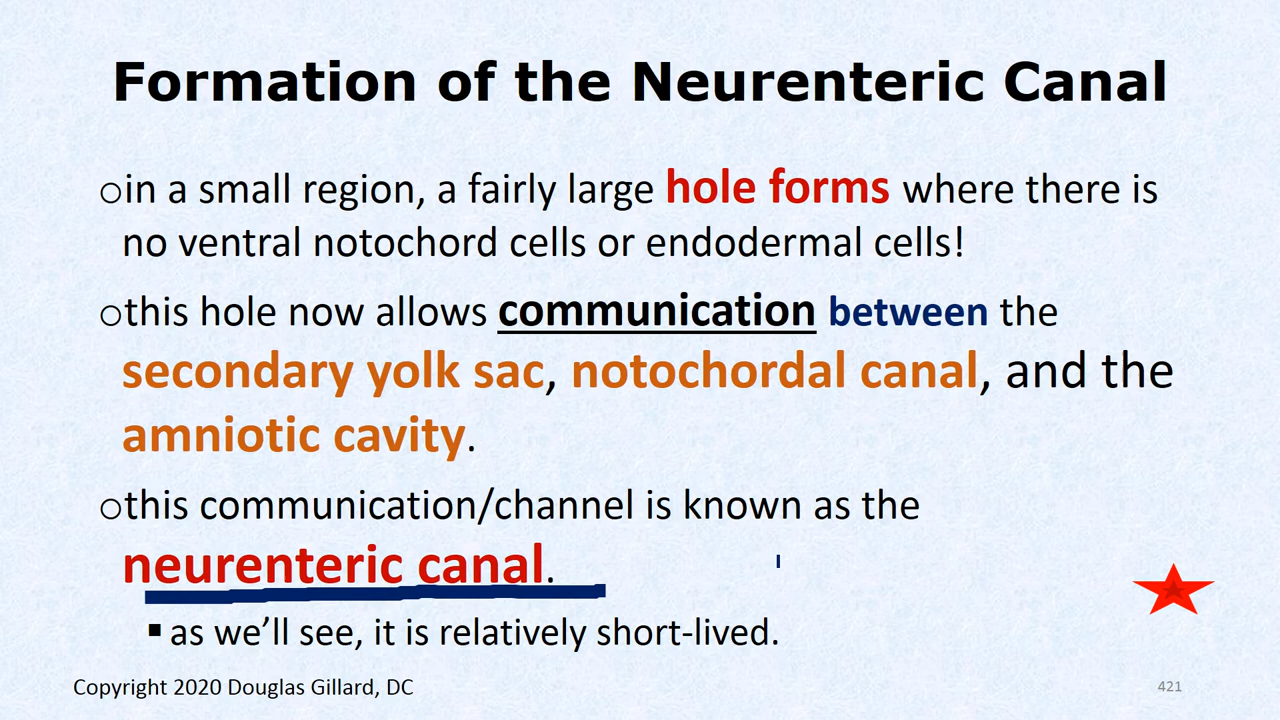 Formation of the Neurenteric Canal
○in a small region, a fairly large hole forms where there is
no ventral notochord cells or endodermal cells!
○this hole now allows communication between the
secondary yolk sac, notochordal canal, and the
amniotic cavity.
○this communication/channel is known as the
neurenteric canal.
▪ as we’ll see, it is relatively short-lived.
Copyright 2020 Douglas Gillard, DC
421